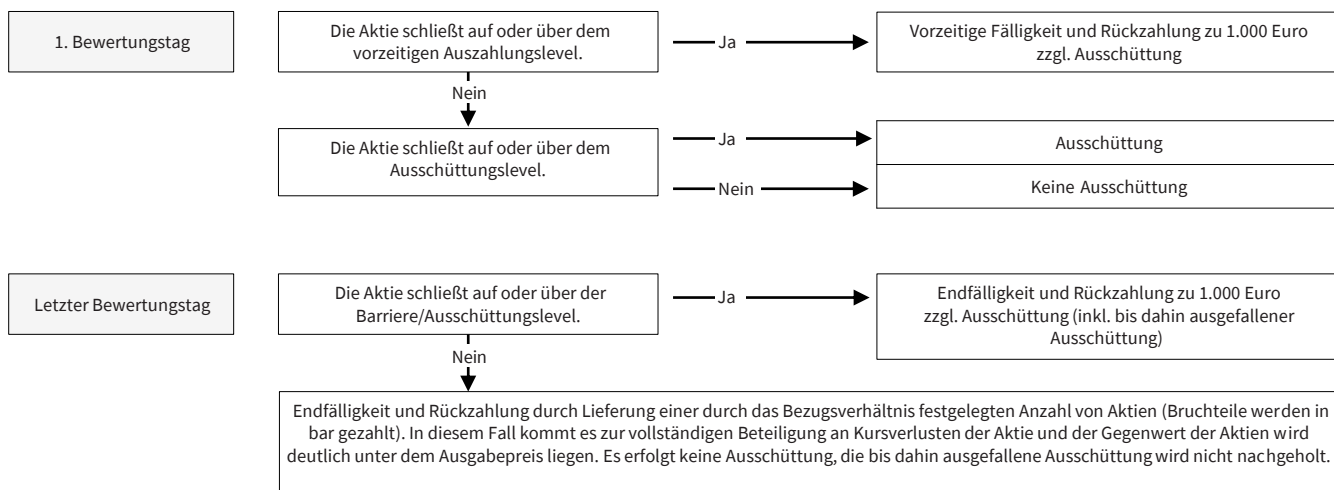 1. Bewertungstag
Die Aktie schließt auf oder über dem
vorzeitigen Auszahlungslevel.
Ja
Vorzeitige Fälligkeit und Rückzahlung zu 1.000 Euro
zzgl. Ausschüttung
Nein
Die Aktie schließt auf oder über dem
Ausschüttungslevel.
Ja
Ausschüttung
Nein
Keine Ausschüttung
Letzter Bewertungstag
Die Aktie schließt auf oder über der
Barriere/Ausschüttungslevel.
Ja
Endfälligkeit und Rückzahlung zu 1.000 Euro
zzgl. Ausschüttung (inkl. bis dahin ausgefallener
Ausschüttung)
Nein
Endfälligkeit und Rückzahlung durch Lieferung einer durch das Bezugsverhältnis festgelegten Anzahl von Aktien (Bruchteile werden in
bar gezahlt). In diesem Fall kommt es zur vollständigen Beteiligung an Kursverlusten der Aktie und der Gegenwert der Aktien wird
deutlich unter dem Ausgabepreis liegen. Es erfolgt keine Ausschüttung, die bis dahin ausgefallene Ausschüttung wird nicht nachgeholt.